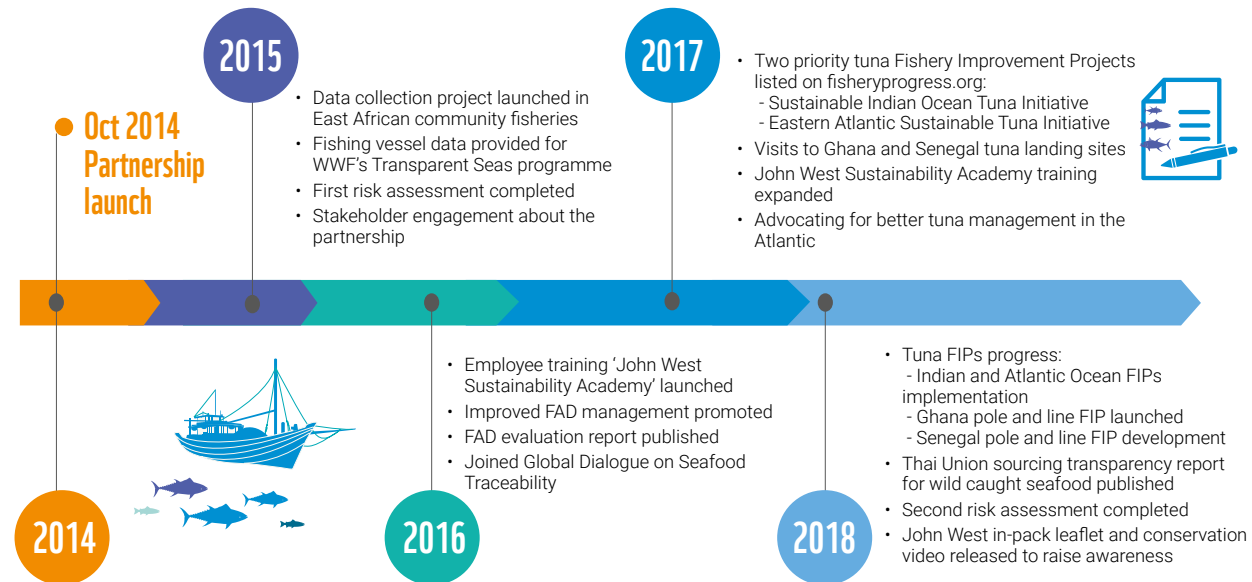 2015
• Data collection project launched in
East African community fisheries
• Fishing vessel data provided for
WWF's Transparent Seas programme
• First risk assessment completed
• Stakeholder engagement about the
partnership
2017
• Two priority tuna Fishery Improvement Projects
listed on fisheryprogress.org:
- Sustainable Indian Ocean Tuna Initiative
- Eastern Atlantic Sustainable Tuna Initiative
• Visits to Ghana and Senegal tuna landing sites
• John West Sustainability Academy training
expanded
• Advocating for better tuna management in the
Atlantic
Oct 2014
Partnership
launch
2014
• Employee training ‘John West
Sustainability Academy’ launched
• Improved FAD management promoted
• FAD evaluation report published
• Joined Global Dialogue on Seafood
Traceability
2016
• Tuna FIPs progress:
- Indian and Atlantic Ocean FIPs
implementation
- Ghana pole and line FIP launched
- Senegal pole and line FIP development
• Thai Union sourcing transparency report
for wild caught seafood published
• Second risk assessment completed
• John West in-pack leaflet and conservation
video released to raise awareness
2018